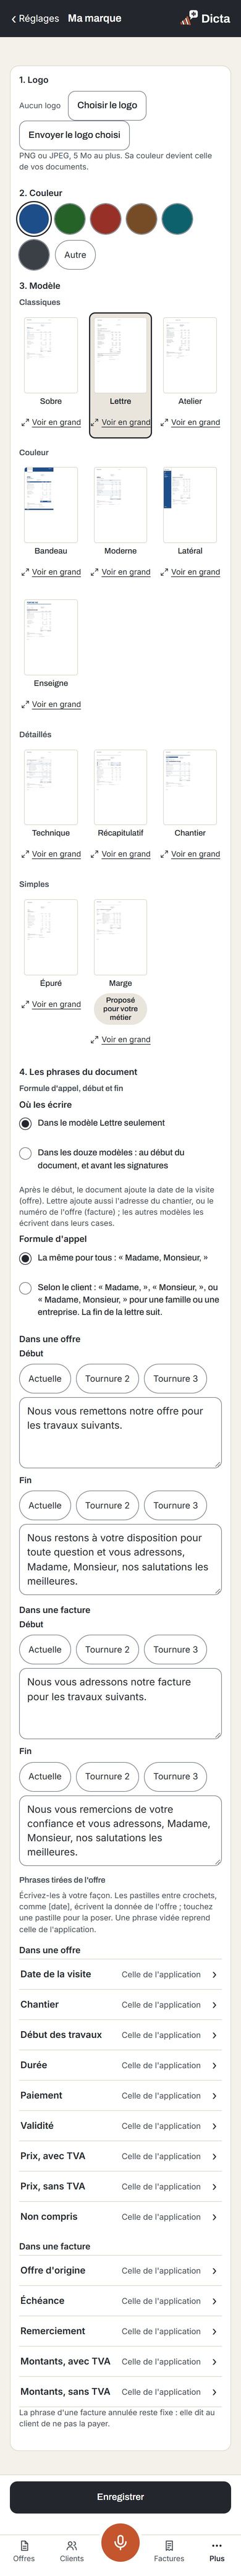 Réglages Ma marque Dicta
1. Logo
Aucun logo Choisir le logo
Envoyer le logo choisi
PNG ou JPEG, 5 Mo au plus. Sa couleur devient celle
de vos documents.
2. Couleur
Autre
3. Modèle
Classiques
Sobre Lettre Atelier
Voir en grand Voir en grand Voir en grand
Couleur
Bandeau Moderne Latéral
Voir en grand Voir en grand Voir en grand
Enseigne
Voir en grand
Détaillés
Technique Récapitulatif Chantier
Voir en grand Voir en grand Voir en grand
Simples
Épuré Marge
Voir en grand
Proposé
pour votre
métier
Voir en grand
4. Les phrases du document
Formule d'appel, début et fin
Où les écrire
Dans le modèle Lettre seulement
Dans les douze modèles : au début du
document, et avant les signatures
Après le début, le document ajoute la date de la visite
(offre). Lettre ajoute aussi l'adresse du chantier, ou le
numéro de l'offre (facture) ; les autres modèles les
écrivent dans leurs cases.
Formule d'appel
La même pour tous : « Madame, Monsieur, »
Selon le client : « Madame, », « Monsieur, », ou
« Madame, Monsieur, » pour une famille ou une
entreprise. La fin de la lettre suit.
Dans une offre
Début
Actuelle Tournure 2 Tournure 3
Nous vous remettons notre offre pour
les travaux suivants.
Fin
Actuelle Tournure 2 Tournure 3
Nous restons à votre disposition pour
toute question et vous adressons,
Madame, Monsieur, nos salutations les
meilleures.
Dans une facture
Début
Actuelle Tournure 2 Tournure 3
Nous vous adressons notre facture
pour les travaux suivants.
Fin
Actuelle Tournure 2 Tournure 3
Nous vous remercions de votre
confiance et vous adressons, Madame,
Monsieur, nos salutations les
meilleures.
Phrases tirées de l'offre
Écrivez-les à votre façon. Les pastilles entre crochets,
comme [date], écrivent la donnée de l'offre ; touchez
une pastille pour la poser. Une phrase vidée reprend
celle de l'application.
Dans une offre
Date de la visite Celle de l'application
Chantier Celle de l'application
Début des travaux Celle de l'application
Durée Celle de l'application
Paiement Celle de l'application
Validité Celle de l'application
Prix, avec TVA Celle de l'application
Prix, sans TVA Celle de l'application
Non compris Celle de l'application
Dans une facture
Offre d'origine Celle de l'application
Échéance Celle de l'application
Remerciement Celle de l'application
Montants, avec TVA Celle de l'application
Montants, sans TVA Celle de l'application
La phrase d'une facture annulée reste fixe : elle dit au
client de ne pas la payer.
Enregistrer
Offres Clients Factures Plus